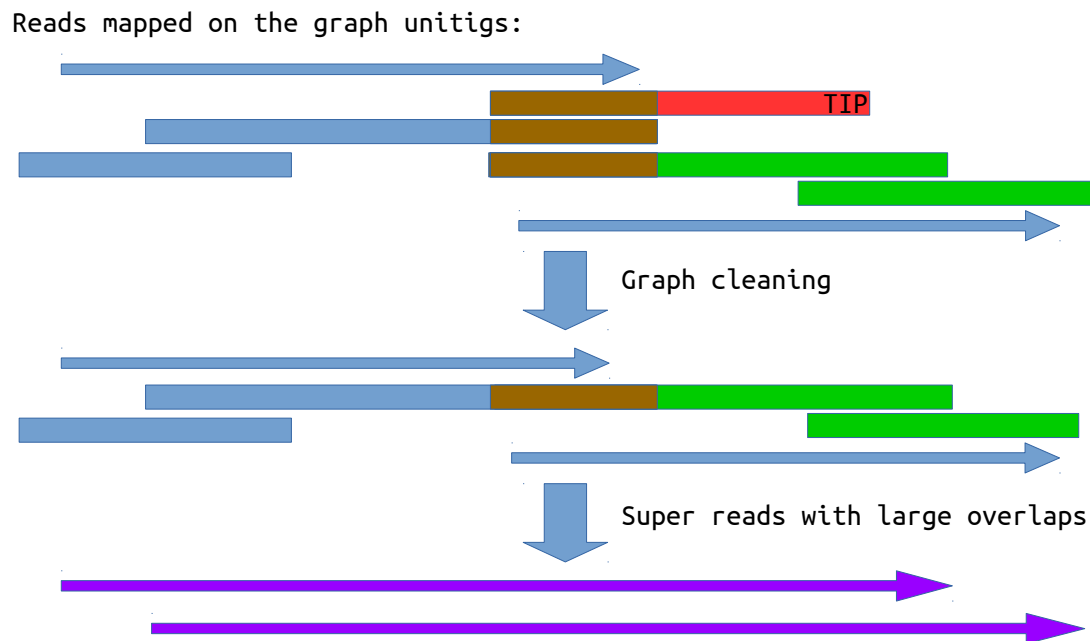 Reads mapped on the graph unitigs:
TIP
Graph cleaning
Super reads with large overlaps